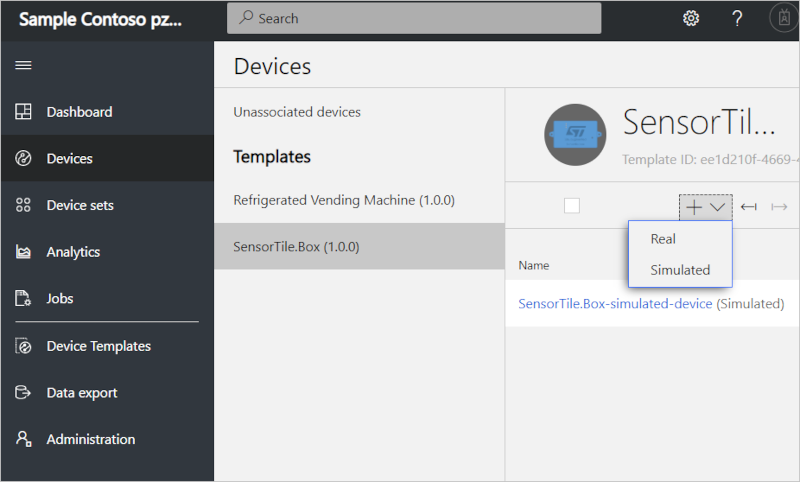 Sample Contoso pz...
Search
?
Dashboard
Devices
Device sets
Analytics
Jobs
Device Templates
Data export
Administration
Devices
Unassociated devices
Templates
Refrigerated Vending Machine (1.0.0)
SensorTile.Box (1.0.0)
ST
SensorTil...
Template ID: ee1d210f-4669-4
Real
Simulated
Name
SensorTile.Box-simulated-device (Simulated)